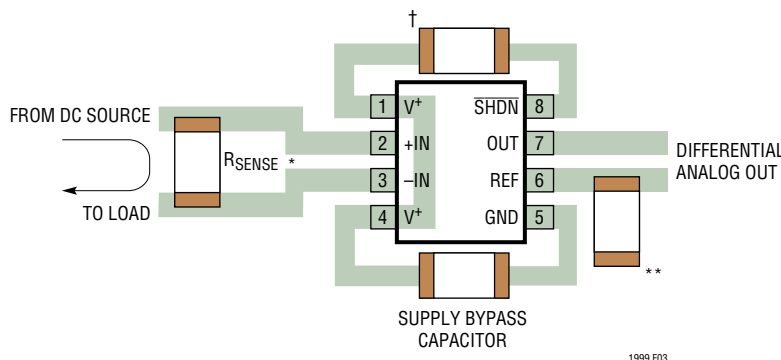 †
FROM DC SOURCE
TO LOAD
RSENSE *
1 V+
2 +IN
3 –IN
4 V+
SHDN 8
OUT 7
REF 6
GND 5
DIFFERENTIAL
ANALOG OUT
**
SUPPLY BYPASS
CAPACITOR
1999 F03